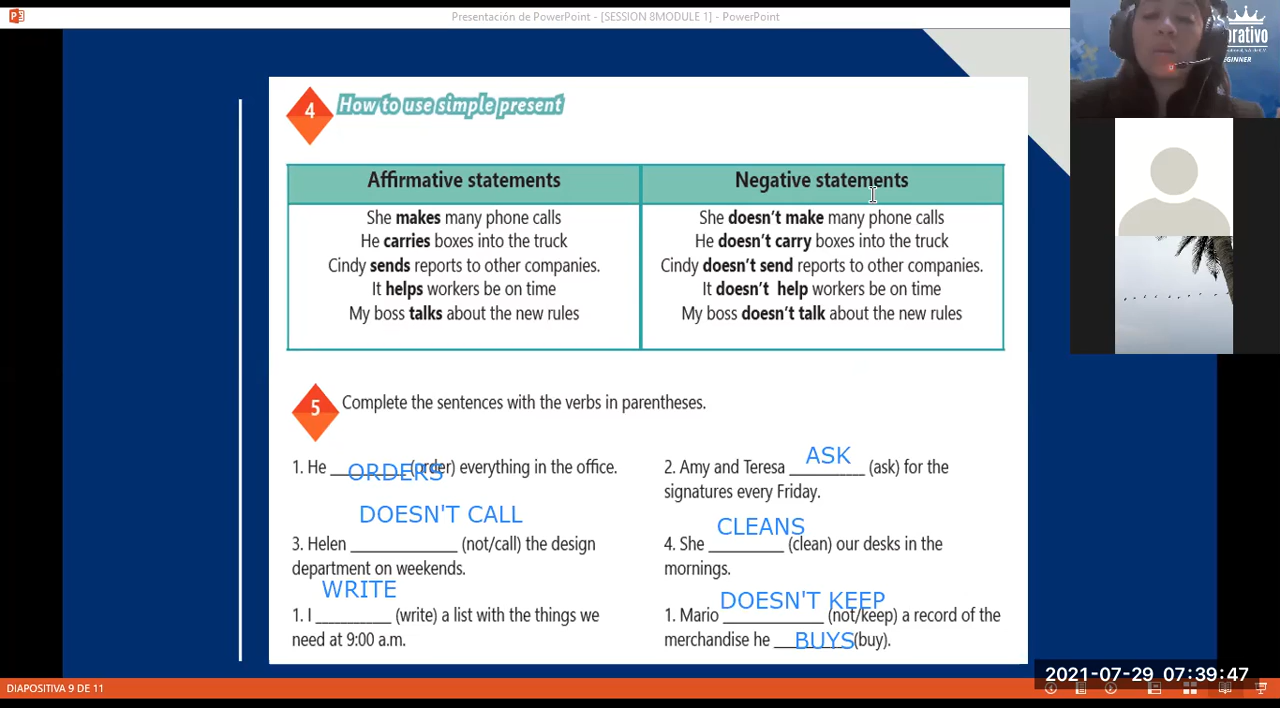 Presentación de PowerPoint - [SESSION 8MODULE 1] - PowerPoint
orativo
EGINNER
4 How to use simple present
Affirmative statements
Negative statements
She makes many phone calls
He carries boxes into the truck
Cindy sends reports to other companies.
It helps workers be on time
My boss talks about the new rules
She doesn't make many phone calls
He doesn't carry boxes into the truck
Cindy doesn't send reports to other companies.
It doesn't help workers be on time
My boss doesn't talk about the new rules
5 Complete the sentences with the verbs in parentheses.
ORDERS
1. He __________ (order) everything in the office.
ASK
2. Amy and Teresa __________ (ask) for the
signatures every Friday.
DOESN'T CALL
3. Helen ______________ (not/call) the design
department on weekends.
CLEANS
4. She __________ (clean) our desks in the
mornings.
WRITE
1. I __________ (write) a list with the things we
need at 9:00 a.m.
DOESN'T KEEP
1. Mario _____________ (not/keep) a record of the
merchandise he __________ (buy).
BUYS
2021-07-29 07:39:47
DIAPOSITIVA 9 DE 11